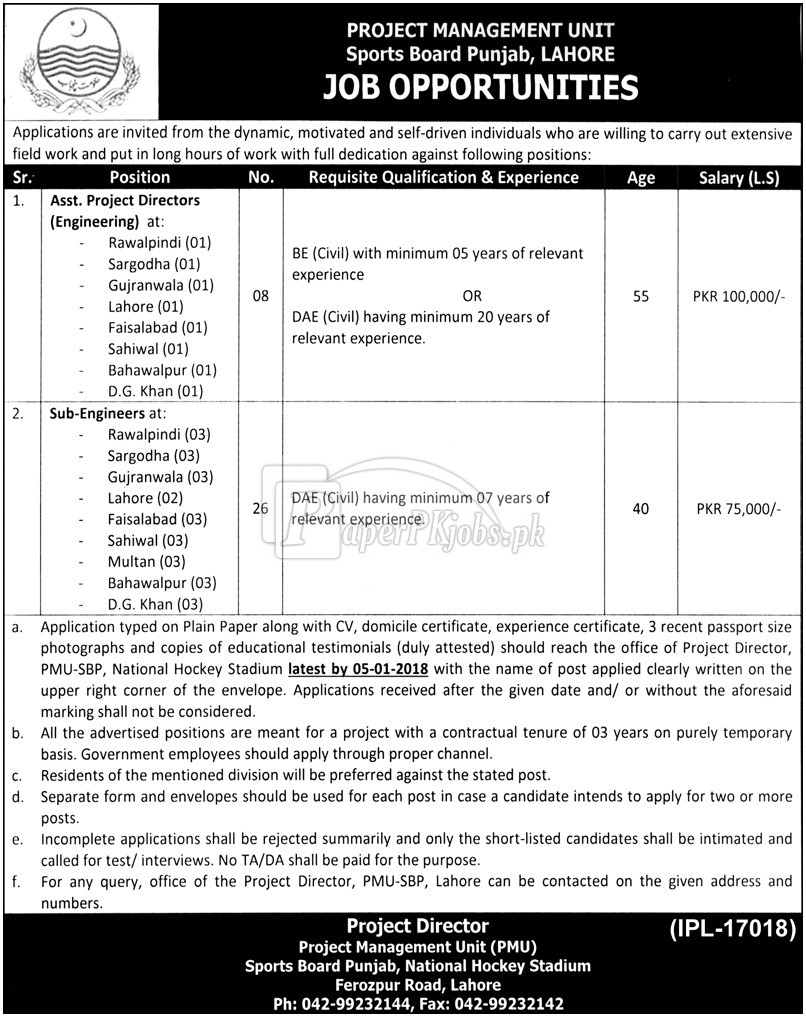 حکومت پنجاب
PROJECT MANAGEMENT UNIT
Sports Board Punjab, LAHORE
JOB OPPORTUNITIES
Applications are invited from the dynamic, motivated and self-driven individuals who are willing to carry out extensive
field work and put in long hours of work with full dedication against following positions:
Sr. Position No. Requisite Qualification & Experience Age Salary (L.S)
1. Asst. Project Directors
(Engineering) at:
- Rawalpindi (01)
- Sargodha (01)
- Gujranwala (01)
- Lahore (01)
- Faisalabad (01)
- Sahiwal (01)
- Bahawalpur (01)
- D.G. Khan (01)
08
BE (Civil) with minimum 05 years of relevant
experience
OR
DAE (Civil) having minimum 20 years of
relevant experience.
55
PKR 100,000/-
2. Sub-Engineers at:
- Rawalpindi (03)
- Sargodha (03)
- Gujranwala (03)
- Lahore (02)
- Faisalabad (03)
- Sahiwal (03)
- Multan (03)
- Bahawalpur (03)
- D.G. Khan (03)
26
DAE (Civil) having minimum 07 years of
relevant experience.
40
PKR 75,000/-
PaperPKjobs.pk
a. Application typed on Plain Paper along with CV, domicile certificate, experience certificate, 3 recent passport size
photographs and copies of educational testimonials (duly attested) should reach the office of Project Director,
PMU-SBP, National Hockey Stadium latest by 05-01-2018 with the name of post applied clearly written on the
upper right corner of the envelope. Applications received after the given date and/ or without the aforesaid
marking shall not be considered.
b. All the advertised positions are meant for a project with a contractual tenure of 03 years on purely temporary
basis. Government employees should apply through proper channel.
c. Residents of the mentioned division will be preferred against the stated post.
d. Separate form and envelopes should be used for each post in case a candidate intends to apply for two or more
posts.
e. Incomplete applications shall be rejected summarily and only the short-listed candidates shall be intimated and
called for test/ interviews. No TA/DA shall be paid for the purpose.
f. For any query, office of the Project Director, PMU-SBP, Lahore can be contacted on the given address and
numbers.
Project Director (IPL-17018)
Project Management Unit (PMU)
Sports Board Punjab, National Hockey Stadium
Ferozpur Road, Lahore
Ph: 042-99232144, Fax: 042-99232142